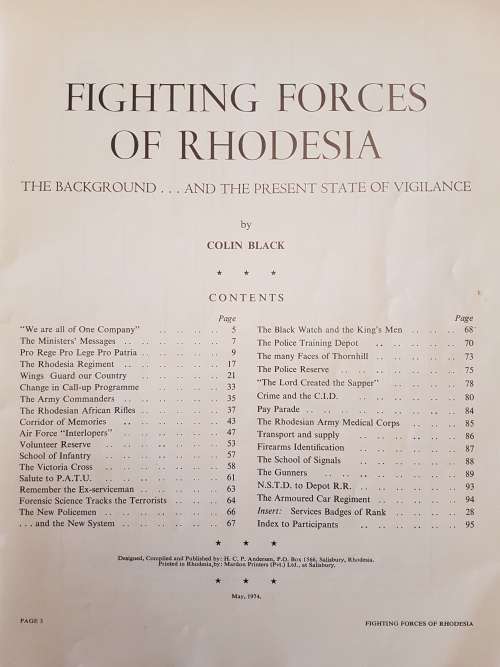 FIGHTING FORCES
OF RHODESIA
THE BACKGROUND . . . AND THE PRESENT STATE OF VIGILANCE
by
COLIN BLACK
★ ★ ★
CONTENTS
Page
"We are all of One Company" .. .. .. .. 5
The Ministers' Messages .. .. .. .. .. 7
Pro Rege Pro Lege Pro Patria .. .. .. .. 9
The Rhodesia Regiment .. .. .. .. .. 17
Wings Guard our Country .. .. .. .. 21
Change in Call-up Programme .. .. .. 33
The Army Commanders .. .. .. .. .. 35
The Rhodesian African Rifles .. .. .. .. 37
Corridor of Memories .. .. .. .. .. 43
Air Force "Interlopers" .. .. .. .. .. 47
Volunteer Reserve .. .. .. .. .. 53
School of Infantry .. .. .. .. .. 57
The Victoria Cross .. .. .. .. .. 58
Salute to P.A.T.U. .. .. .. .. .. 61
Remember the Ex-serviceman .. .. .. .. 63
Forensic Science Tracks the Terrorists .. .. 64
The New Policemen .. .. .. .. .. 66
. . . and the New System .. .. .. .. .. 67
Page
The Black Watch and the King's Men .. .. .. 68
The Police Training Depot .. .. .. .. 70
The many Faces of Thornhill .. .. .. .. 73
The Police Reserve .. .. .. .. .. 75
"The Lord Created the Sapper" .. .. .. 78
Crime and the C.I.D. .. .. .. .. .. 80
Pay Parade .. .. .. .. .. .. .. 84
The Rhodesian Army Medical Corps .. .. 85
Transport and supply .. .. .. .. .. 86
Firearms Identification .. .. .. .. .. 87
The School of Signals .. .. .. .. .. 88
The Gunners .. .. .. .. .. .. 89
N.S.T.D. to Depot R.R. .. .. .. .. .. 93
The Armoured Car Regiment .. .. .. .. 94
Insert: Services Badges of Rank .. .. .. 28
Index to Participants .. .. .. .. .. 95
★ ★ ★
Designed, Compiled and Published by: H. C. P. Andersen, P.O. Box 1566, Salisbury, Rhodesia.
Printed in Rhodesia, by: Mardon Printers (Pvt.) Ltd., at Salisbury.
★ ★ ★
May, 1974.
PAGE 3
FIGHTING FORCES OF RHODESIA